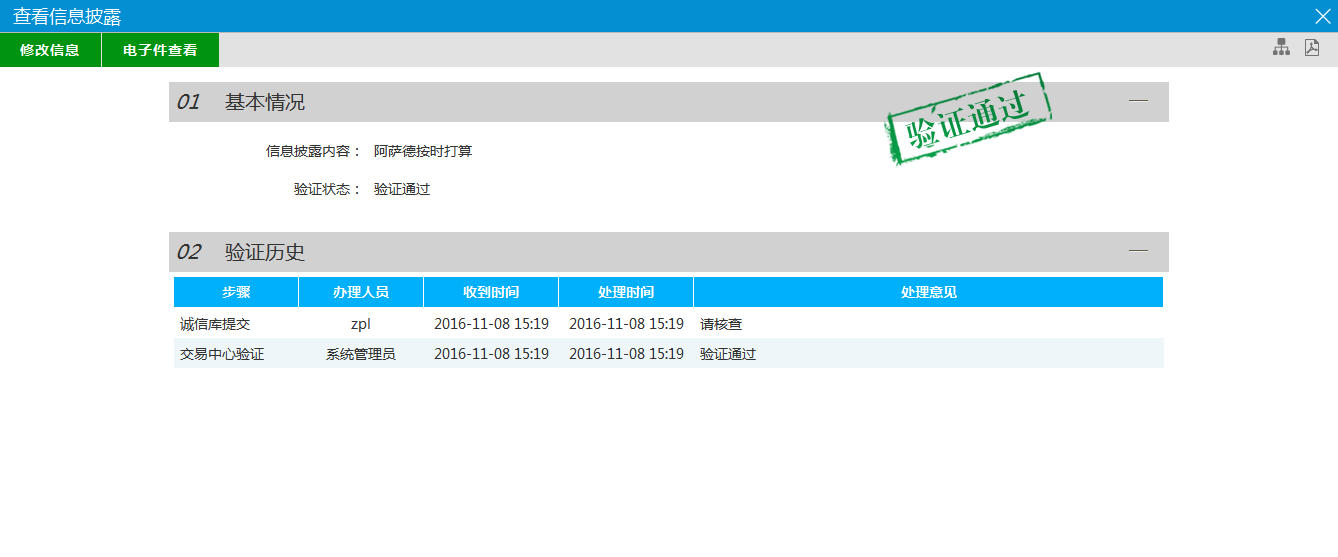 查看信息披露
修改信息 电子件查看
01 基本情况
验证通过
信息披露内容： 阿萨德按时打算
验证状态： 验证通过
02 验证历史
步骤 办理人员 收到时间 处理时间 处理意见
诚信库提交 zpl 2016-11-08 15:19 2016-11-08 15:19 请核查
交易中心验证 系统管理员 2016-11-08 15:19 2016-11-08 15:19 验证通过